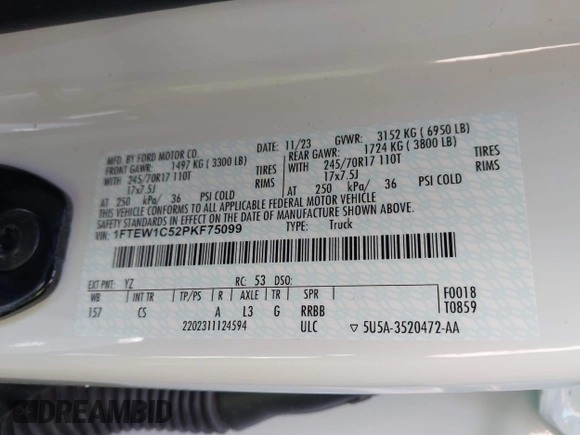 MFD. BY FORD MOTOR CO.
DATE: 11/23 GVWR: 3152 KG ( 6950 LB)
FRONT GAWR: 1497 KG ( 3300 LB)
REAR GAWR: 1724 KG ( 3800 LB)
WITH 245/70R17 110T TIRES
WITH 245/70R17 110T TIRES
17x7.5J RIMS
17x7.5J RIMS
AT 250 kPa/ 36 PSI COLD
AT 250 kPa/ 36 PSI COLD
THIS VEHICLE CONFORMS TO ALL APPLICABLE FEDERAL MOTOR VEHICLE
SAFETY STANDARDS IN EFFECT ON THE DATE OF MANUFACTURE SHOWN ABOVE.
VIN: 1FTEW1C52PKF75099 TYPE: Truck
EXT PNT: YZ RC: 53 DSO:
WB INT TR TP/PS R AXLE TR SPR
157 CS A L3 G RRBB
F0018
T0859
2202311124594 ULC ▽ 5U5A-3520472-AA
DREAMBID